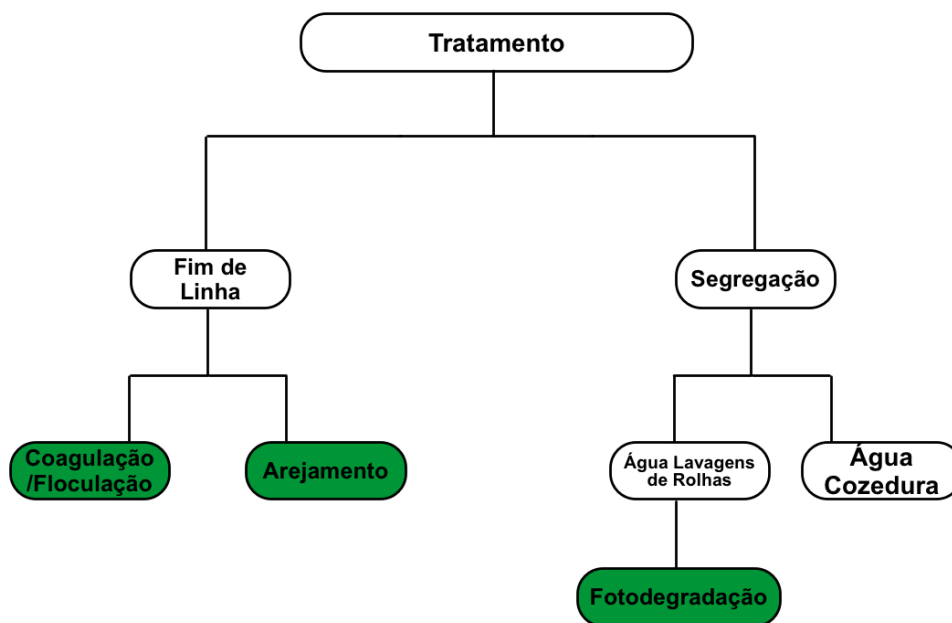 Tratamento
Fim de
Linha
Segregação
Coagulação
/Floculação
Arejamento
Água Lavagens
de Rolhas
Água
Cozedura
Fotodegradação